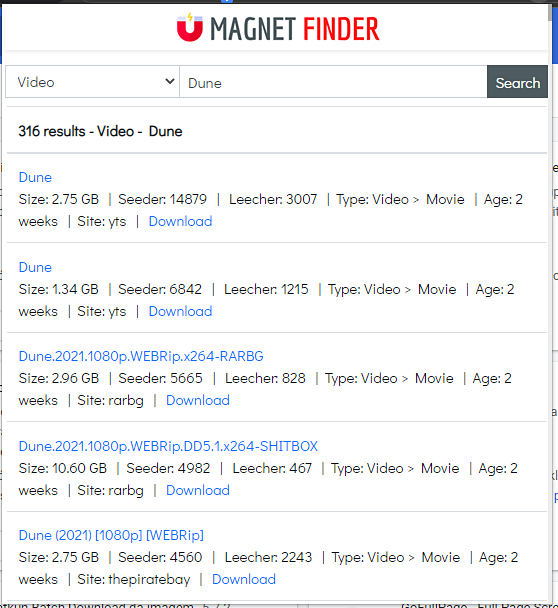 MAGNET FINDER
Video Dune Search
316 results - Video - Dune
Dune
Size: 2.75 GB | Seeder: 14879 | Leecher: 3007 | Type: Video > Movie | Age: 2
weeks | Site: yts | Download
Dune
Size: 1.34 GB | Seeder: 6842 | Leecher: 1215 | Type: Video > Movie | Age: 2
weeks | Site: yts | Download
Dune.2021.1080p.WEBRip.x264-RARBG
Size: 2.96 GB | Seeder: 5665 | Leecher: 828 | Type: Video > Movie | Age: 2
weeks | Site: rarbg | Download
Dune.2021.1080p.WEBRip.DD5.1.x264-SHITBOX
Size: 10.60 GB | Seeder: 4982 | Leecher: 467 | Type: Video > Movie | Age: 2
weeks | Site: rarbg | Download
Dune (2021) [1080p] [WEBRip]
Size: 2.75 GB | Seeder: 4560 | Leecher: 2243 | Type: Video > Movie | Age: 2
weeks | Site: thepiratebay | Download